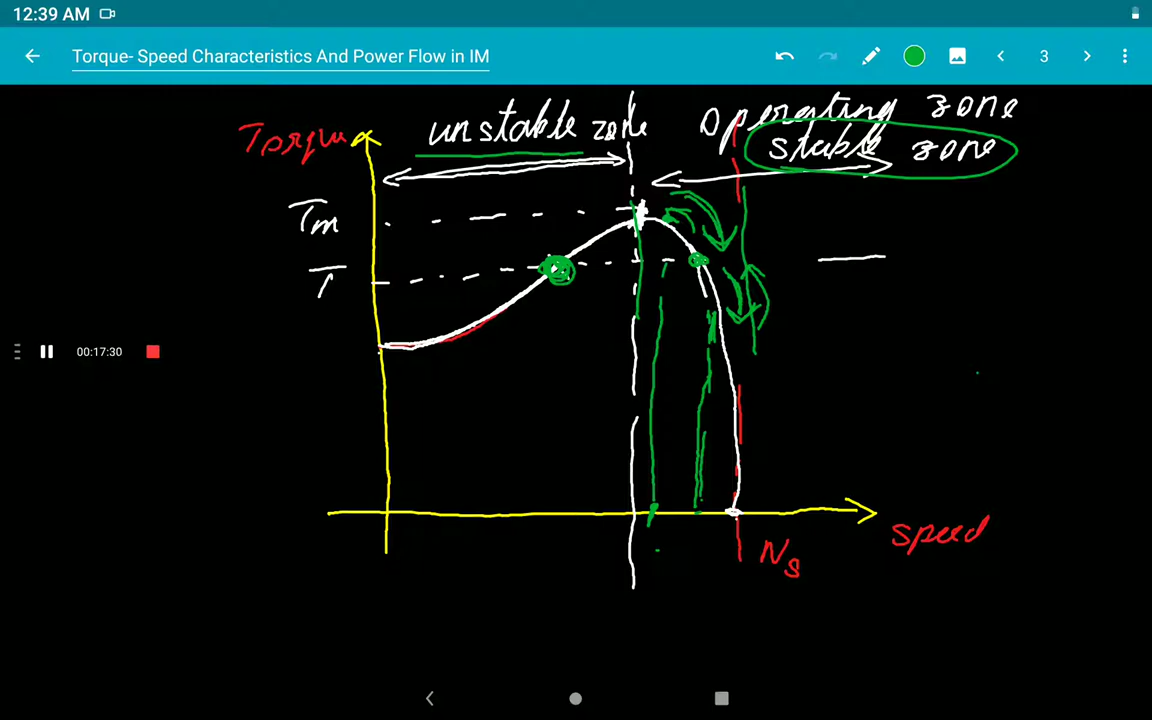 12:39 AM
Torque- Speed Characteristics And Power Flow in IM
3
Operating zone
unstable zone
Torque
stable zone
Tm
T
00:17:30
speed
Ns